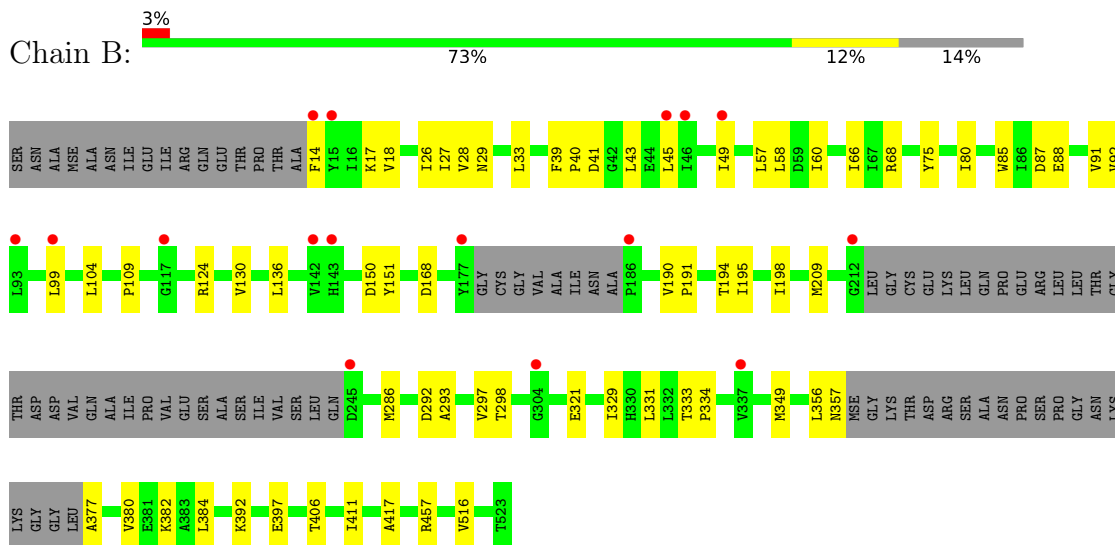 3%
Chain B:
73% 12% 14%
SER ASN ALA MSE ALA ASN ILE GLU ILE ILE ARG GLN GLU THR PRO THR ALA F14 Y15 I16 K17 V18 I26 I27 V28 N29 L33 F39 P40 D41 G42 L43 E44 L45 I46 I49 L57 L58 D59 I60 I66 I67 R68 Y75 I80 W85 I86 D87 E88 V91
L93 L99 L104 P109 G117 R124 V130 L136 V142 H143 D150 Y151 D168 Y177 GLY CYS GLY VAL ALA ILE ASN ALA P186 V190 P191 T194 I195 I198 M209 G212 LEU GLY CYS GLU LYS LEU GLN PRO GLU ARG LEU LEU THR
THR ASP ASP VAL GLN ALA ILE PRO VAL GLU SER ALA SER ILE VAL SER LEU GLN D245 M286 D292 A293 V297 T298 G304 E321 I329 H330 L331 L332 T333 P334 V337 M349 L356 N357 MSE GLY LYS THR ASP ARG SER ALA ASN PRO SER PRO GLY ASN
LYS GLY GLY LEU A377 V380 E381 K382 A383 L384 K392 E397 T406 I411 A417 R457 V516 T523